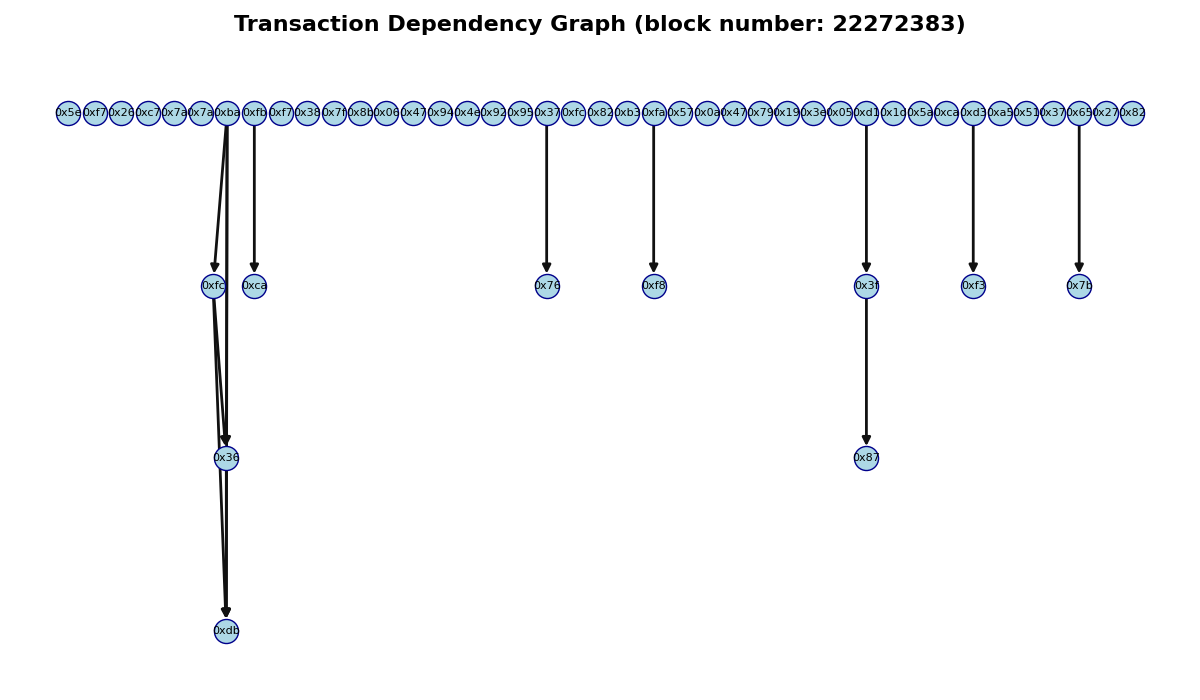 Transaction Dependency Graph (block number: 22272383)
0x5e 0xf7 0x26 0xc7 0x7a 0x7a 0xba 0xfb 0xf7 0x38 0x7f 0x8b 0x06 0x47 0x94 0x4e 0x92 0x95 0x37 0xfc 0x82 0xb3 0xfa 0x57 0x0a 0x47 0x79 0x19 0x3e 0x05 0xd1 0x1d 0x5a 0xca 0xd3 0xa5 0x51 0x37 0x65 0x27 0x82
0xfc 0xca 0x76 0xf8 0x3f 0xf3 0x7b
0x36 0x87
0xdb